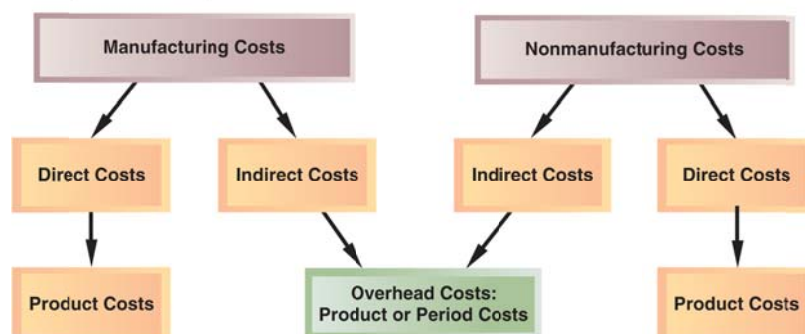 Manufacturing Costs
Nonmanufacturing Costs
Direct Costs
Indirect Costs
Indirect Costs
Direct Costs
Product Costs
Overhead Costs:
Product or Period Costs
Product Costs